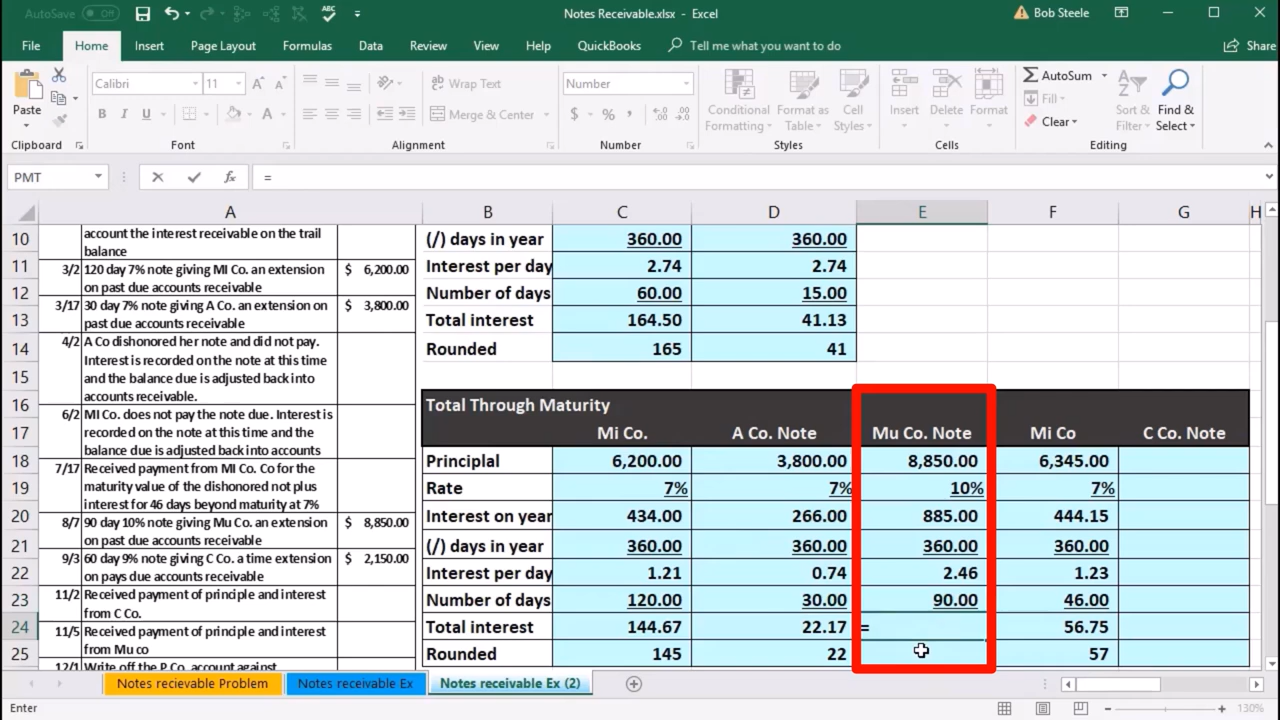 AutoSave Off
ABC
Notes Receivable.xlsx - Excel
Bob Steele
File Home Insert Page Layout Formulas Data Review View Help QuickBooks Tell me what you want to do Share
Paste
Calibri 11
B I U
A A
ab Wrap Text
Merge & Center
Number
$ % ,
Conditional Formatting
Format as Table
Cell Styles
Insert Delete Format
Σ AutoSum
Fill
Clear
Sort & Filter
Find & Select
Clipboard Font Alignment Number Styles Cells Editing
PMT fx =
A B C D E F G H
10 account the interest receivable on the trail (/) days in year 360.00 360.00
balance
11 3/2 120 day 7% note giving MI Co. an extension $ 6,200.00 Interest per day 2.74 2.74
12 on past due accounts receivable Number of days 60.00 15.00
13 3/17 30 day 7% note giving A Co. an extension on $ 3,800.00 Total interest 164.50 41.13
past due accounts receivable
14 4/2 A Co dishonored her note and did not pay. Rounded 165 41
Interest is recorded on the note at this time
15 and the balance due is adjusted back into
accounts receivable.
16 6/2 MI Co. does not pay the note due. Interest is Total Through Maturity
17 recorded on the note at this time and the Mi Co. A Co. Note Mu Co. Note Mi Co C Co. Note
balance due is adjusted back into accounts
18 7/17 Received payment from MI Co. Co for the Principlal 6,200.00 3,800.00 8,850.00 6,345.00
19 maturity value of the dishonored not plus Rate 7% 7% 10% 7%
interest for 46 days beyond maturity at 7%
20 8/7 90 day 10% note giving Mu Co. an extension $ 8,850.00 Interest on year 434.00 266.00 885.00 444.15
21 on past due accounts receivable (/) days in year 360.00 360.00 360.00 360.00
22 9/3 60 day 9% note giving C Co. a time extension $ 2,150.00 Interest per day 1.21 0.74 2.46 1.23
on pays due accounts receivable
23 11/2 Received payment of principle and interest Number of days 120.00 30.00 90.00 46.00
from C Co.
24 11/5 Received payment of principle and interest Total interest 144.67 22.17 = 56.75
25 from Mu co Rounded 145 22 57
12/1 Write off the P Co. account against
Notes recievable Problem Notes receivable Ex Notes receivable Ex (2)
Enter 130%